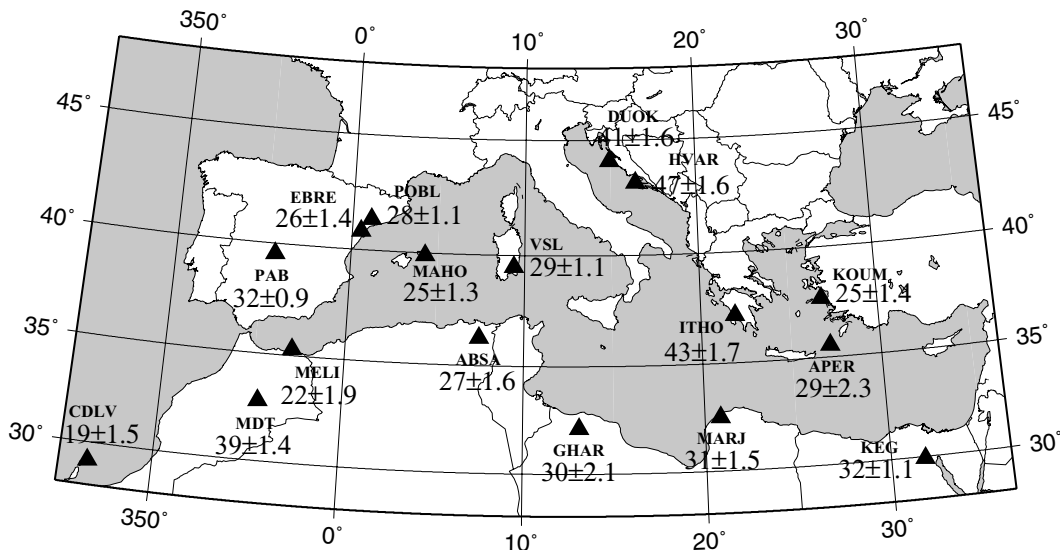 350°
0°
10°
20°
30°
45°
45°
40°
40°
35°
35°
30°
30°
350°
0°
10°
20°
30°
DUOK
41±1.6
HVAR
47±1.6
EBRE
26±1.4
POBL
28±1.1
PAB
32±0.9
MAHO
25±1.3
VSL
29±1.1
KOUM
25±1.4
ITHO
43±1.7
APER
29±2.3
ABSA
27±1.6
MELI
22±1.9
MDT
39±1.4
CDLV
19±1.5
GHAR
30±2.1
MARJ
31±1.5
KEG
32±1.1